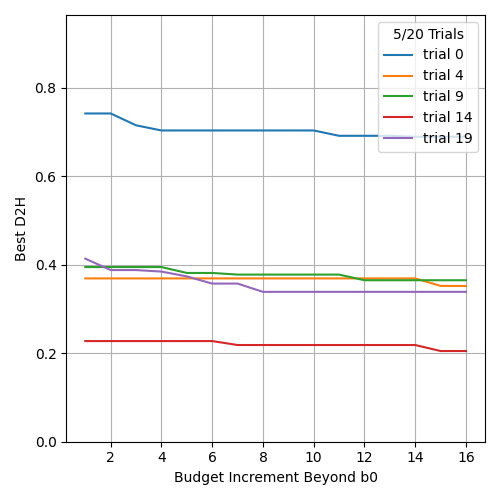 5/20 Trials
trial 0
trial 4
trial 9
trial 14
trial 19
Best D2H
0.8
0.6
0.4
0.2
0.0
2 4 6 8 10 12 14 16
Budget Increment Beyond b0